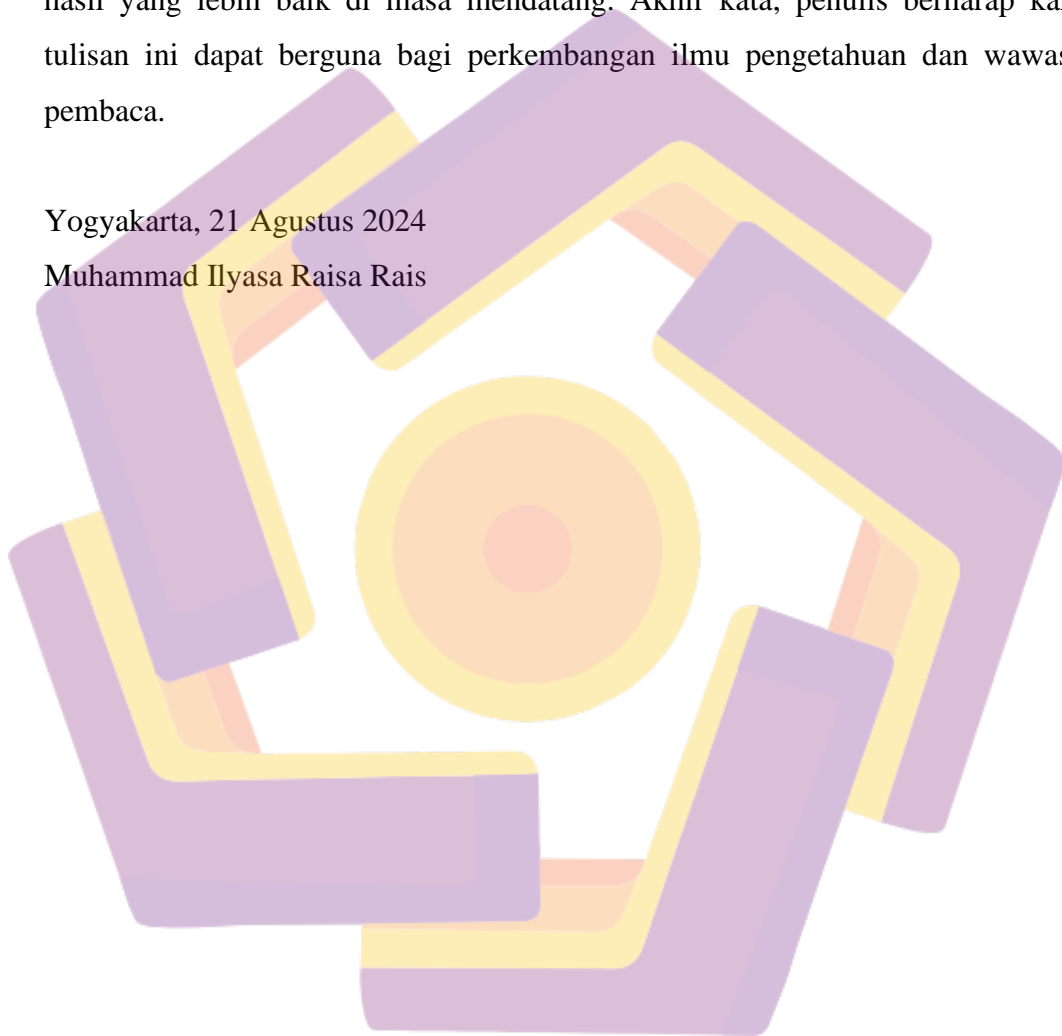 hasil yang lebih baik di masa mendatang. Akhir kata, penulis berharap
tulisan ini dapat berguna bagi perkembangan ilmu pengetahuan dan
pembaca.
Yogyakarta, 21 Agustus 2024
Muhammad Ilyasa Raisa Rais